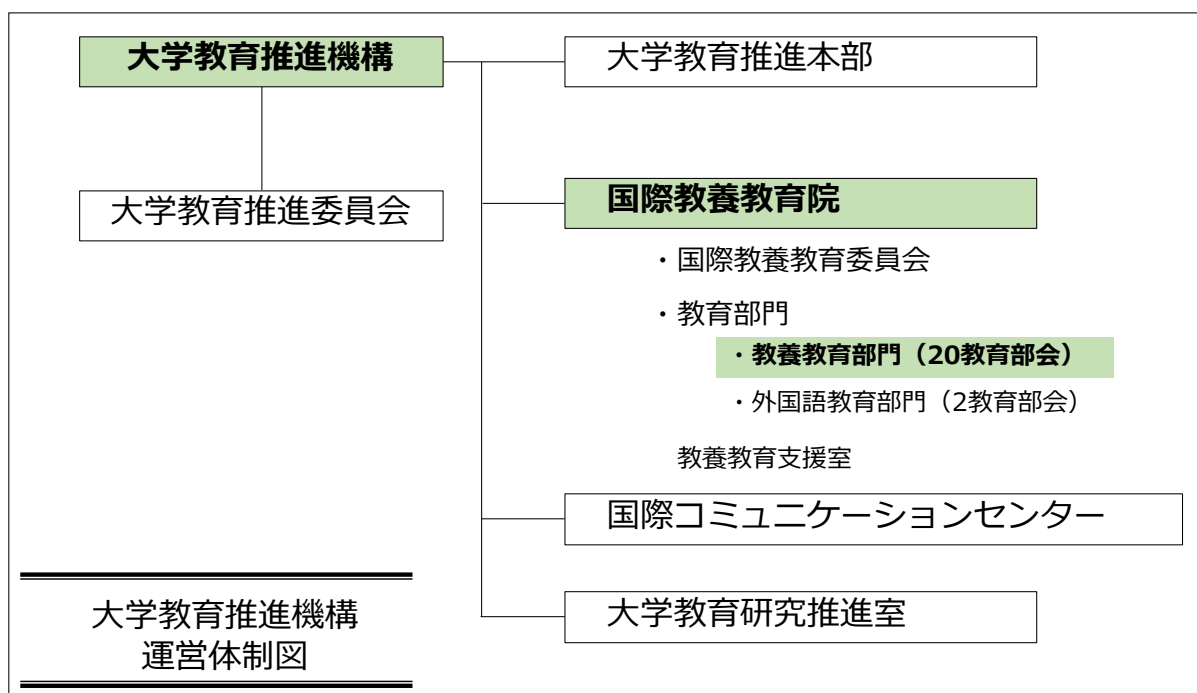 大学教育推進機構
大学教育推進本部
大学教育推進委員会
国際教養教育院
・国際教養教育委員会
・教育部門
・教養教育部門（20教育部会）
・外国語教育部門（2教育部会）
教養教育支援室
国際コミュニケーションセンター
大学教育研究推進室
大学教育推進機構
運営体制図